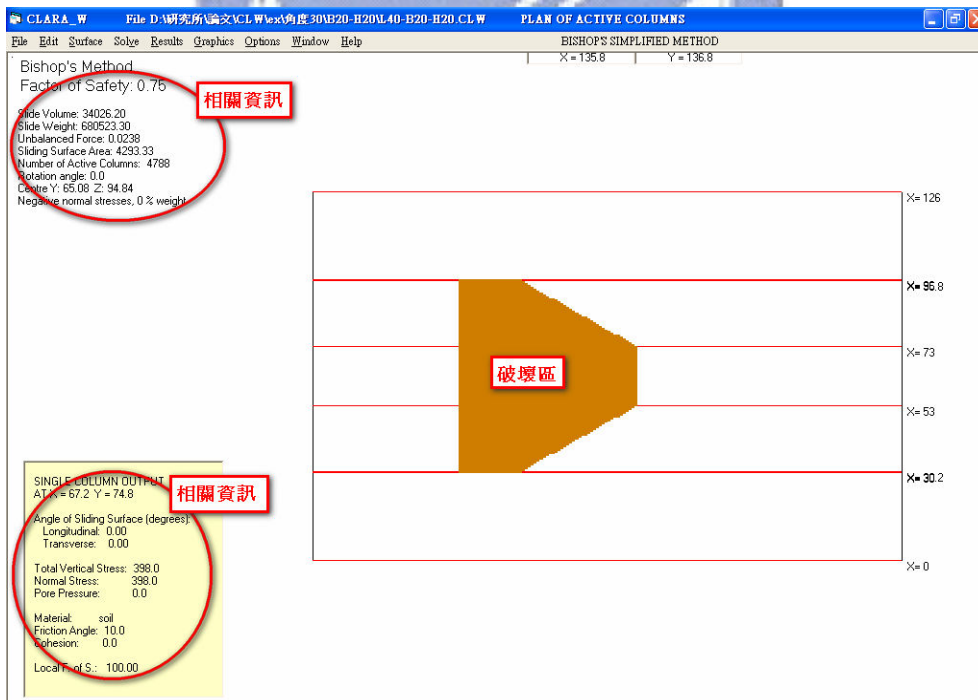 CLARA_W File D:\研究所\論文\CLW\ex\角度30\B20-H20\L40-B20-H20.CLW PLAN OF ACTIVE COLUMNS
File Edit Surface Solve Results Graphics Options Window Help BISHOP'S SIMPLIFIED METHOD
X = 135.8 Y = 136.8
Bishop's Method
Factor of Safety: 0.75
相關資訊
Slide Volume: 34026.20
Slide Weight: 680523.30
Unbalanced Force: 0.0238
Sliding Surface Area: 4293.33
Number of Active Columns: 4788
Rotation angle: 0.0
Centre Y: 65.08 Z: 94.84
Negative normal stresses, 0 % weight
X= 126
X= 96.8
X= 73
破壞區
X= 53
X= 30.2
X= 0
SINGLE COLUMN OUTPUT
AT X = 67.2 Y = 74.8
相關資訊
Angle of Sliding Surface (degrees):
Longitudinal: 0.00
Transverse: 0.00
Total Vertical Stress: 398.0
Normal Stress: 398.0
Pore Pressure: 0.0
Material: soil
Friction Angle: 10.0
Cohesion: 0.0
Local F. of S.: 100.00